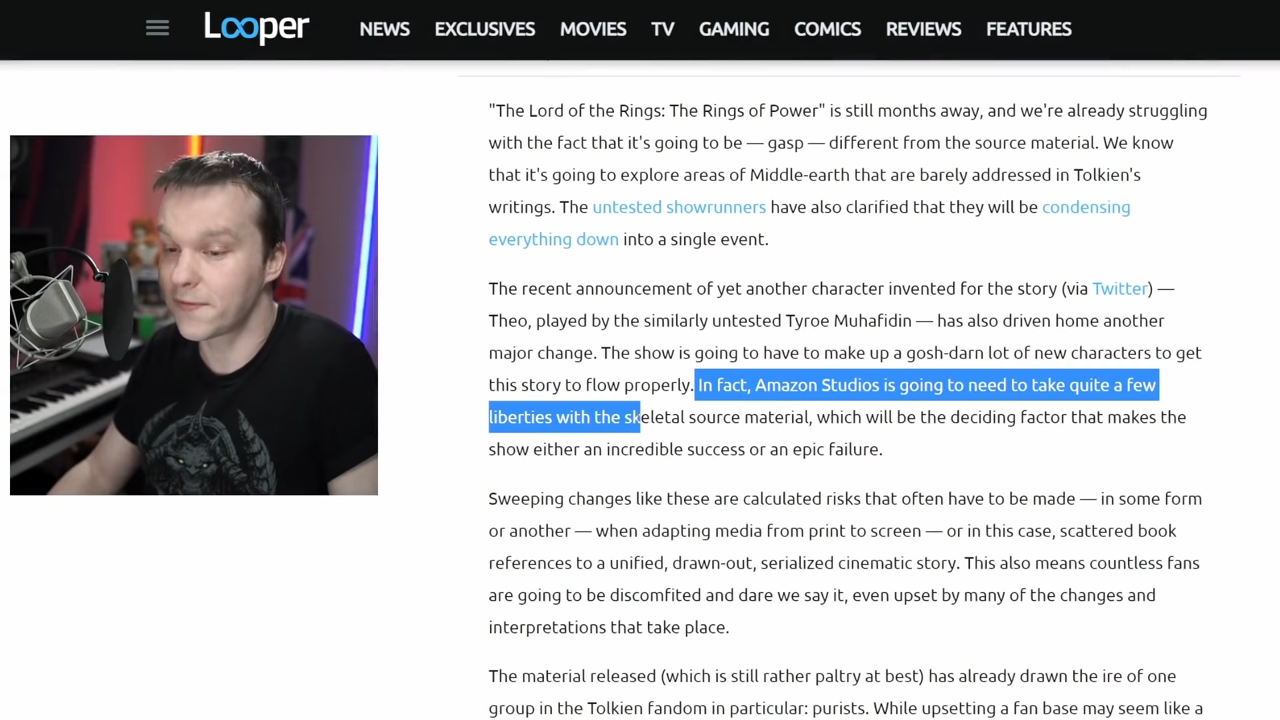 Looper
NEWS
EXCLUSIVES
MOVIES
TV
GAMING
COMICS
REVIEWS
FEATURES
"The Lord of the Rings: The Rings of Power" is still months away, and we're already struggling
with the fact that it's going to be — gasp — different from the source material. We know
that it's going to explore areas of Middle-earth that are barely addressed in Tolkien's
writings. The untested showrunners have also clarified that they will be condensing
everything down into a single event.
The recent announcement of yet another character invented for the story (via Twitter) —
Theo, played by the similarly untested Tyroe Muhafidin — has also driven home another
major change. The show is going to have to make up a gosh-darn lot of new characters to get
this story to flow properly. In fact, Amazon Studios is going to need to take quite a few
liberties with the skeletal source material, which will be the deciding factor that makes the
show either an incredible success or an epic failure.
Sweeping changes like these are calculated risks that often have to be made — in some form
or another — when adapting media from print to screen — or in this case, scattered book
references to a unified, drawn-out, serialized cinematic story. This also means countless fans
are going to be discomfited and dare we say it, even upset by many of the changes and
interpretations that take place.
The material released (which is still rather paltry at best) has already drawn the ire of one
group in the Tolkien fandom in particular: purists. While upsetting a fan base may seem like a